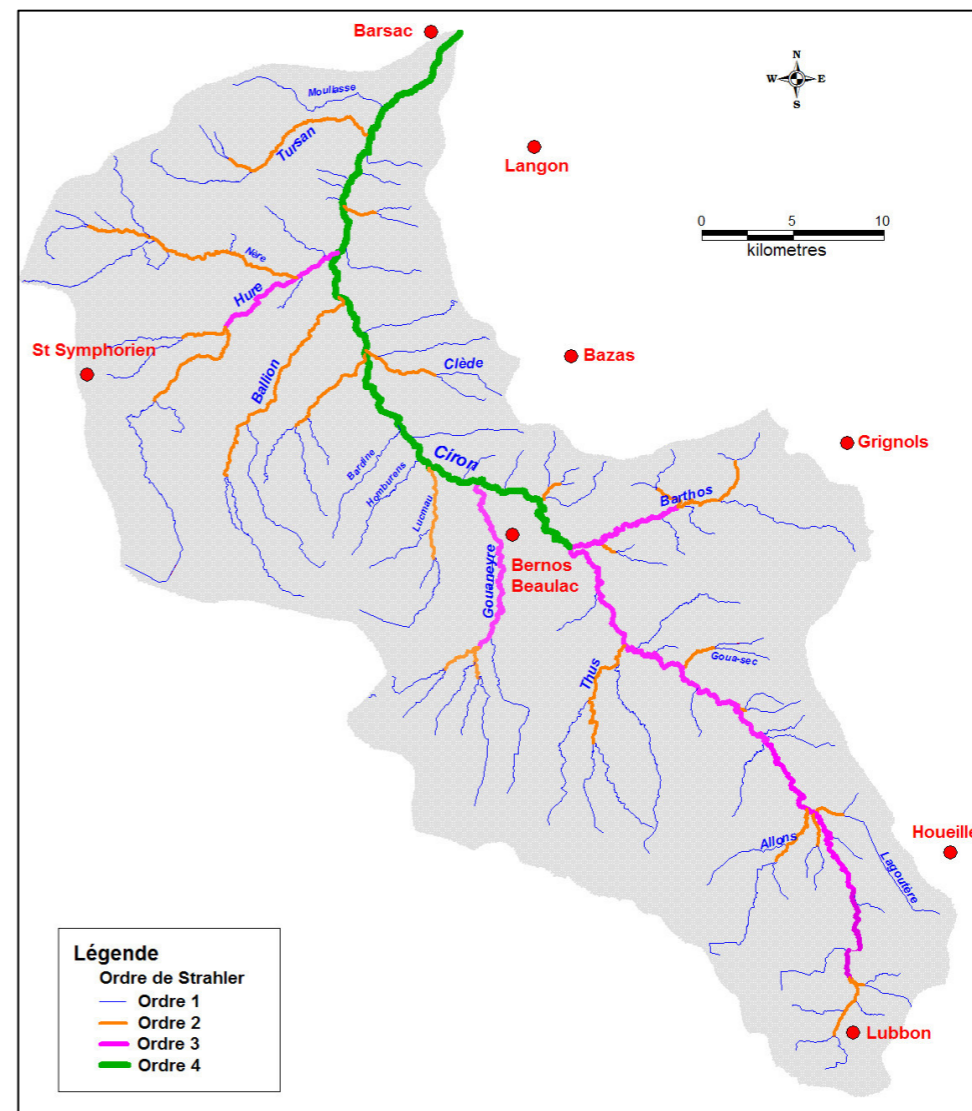 Barsac
N
W E
S
Mouliasse
Tursan
Langon
0 5 10
kilometres
Nère
Hure
St Symphorien
Bazas
Ballion
Clède
Grignols
Ciron
Bardine
Homburens
Barthos
Lucmau
Gouaneyre
Bernos
Beaulac
Thus
Goua-sec
Allons
Houeille
Lagoutère
Lubbon
Légende
Ordre de Strahler
Ordre 1
Ordre 2
Ordre 3
Ordre 4